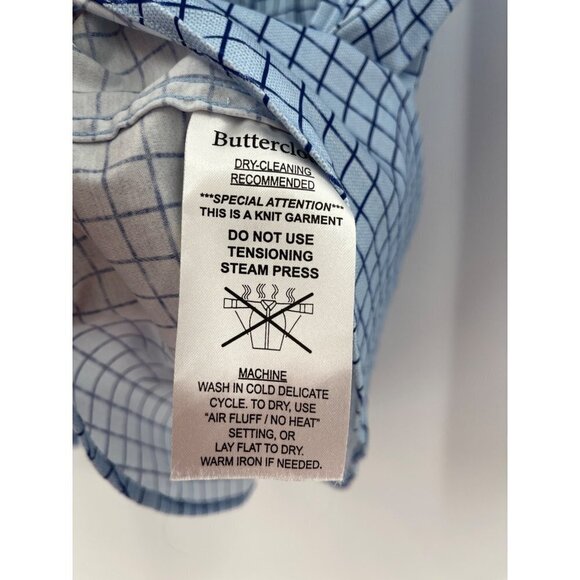 Buttercl
DRY-CLEANING
RECOMMENDED
***SPECIAL ATTENTION***
THIS IS A KNIT GARMENT
DO NOT USE
TENSIONING
STEAM PRESS
MACHINE
WASH IN COLD DELICATE
CYCLE. TO DRY, USE
"AIR FLUFF / NO HEAT"
SETTING, OR
LAY FLAT TO DRY.
WARM IRON IF NEEDED.